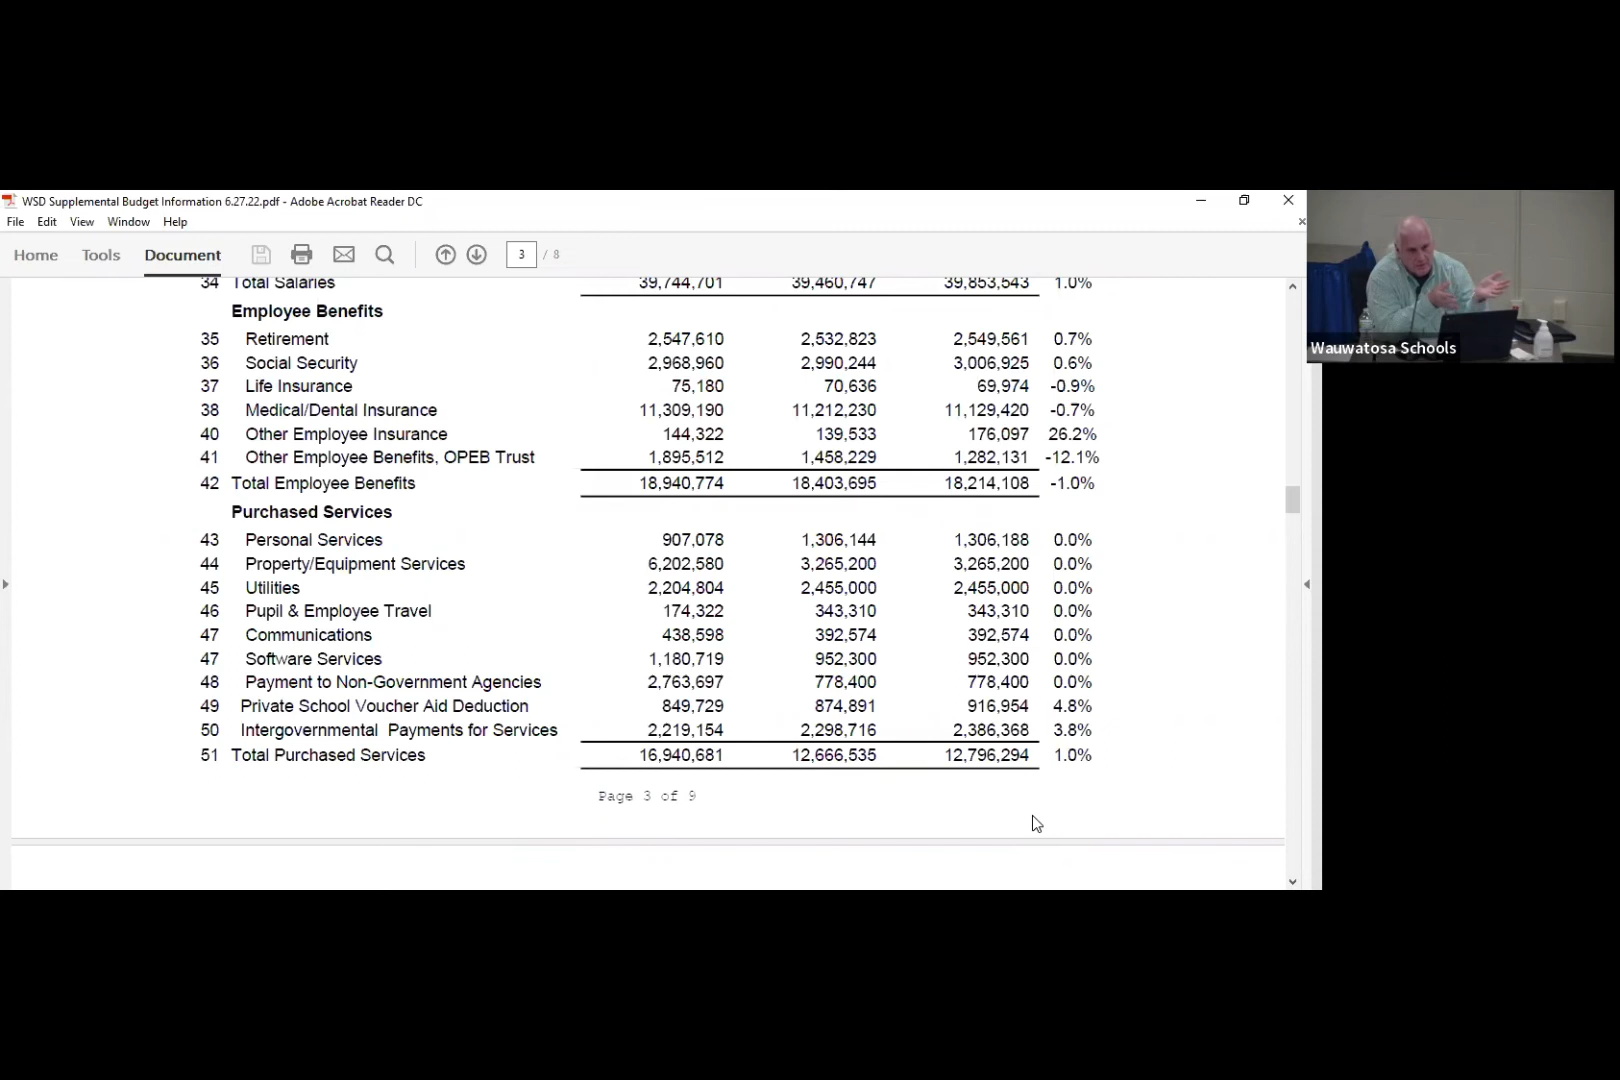 WSD Supplemental Budget Information 6.27.22.pdf - Adobe Acrobat Reader DC
File Edit View Window Help
Home Tools Document 3 / 8
34 Total Salaries 39,744,701 39,460,747 39,853,543 1.0%
Employee Benefits
35 Retirement 2,547,610 2,532,823 2,549,561 0.7%
36 Social Security 2,968,960 2,990,244 3,006,925 0.6%
37 Life Insurance 75,180 70,636 69,974 -0.9%
38 Medical/Dental Insurance 11,309,190 11,212,230 11,129,420 -0.7%
40 Other Employee Insurance 144,322 139,533 176,097 26.2%
41 Other Employee Benefits, OPEB Trust 1,895,512 1,458,229 1,282,131 -12.1%
42 Total Employee Benefits 18,940,774 18,403,695 18,214,108 -1.0%
Purchased Services
43 Personal Services 907,078 1,306,144 1,306,188 0.0%
44 Property/Equipment Services 6,202,580 3,265,200 3,265,200 0.0%
45 Utilities 2,204,804 2,455,000 2,455,000 0.0%
46 Pupil & Employee Travel 174,322 343,310 343,310 0.0%
47 Communications 438,598 392,574 392,574 0.0%
47 Software Services 1,180,719 952,300 952,300 0.0%
48 Payment to Non-Government Agencies 2,763,697 778,400 778,400 0.0%
49 Private School Voucher Aid Deduction 849,729 874,891 916,954 4.8%
50 Intergovernmental Payments for Services 2,219,154 2,298,716 2,386,368 3.8%
51 Total Purchased Services 16,940,681 12,666,535 12,796,294 1.0%
Page 3 of 9
Wauwatosa Schools